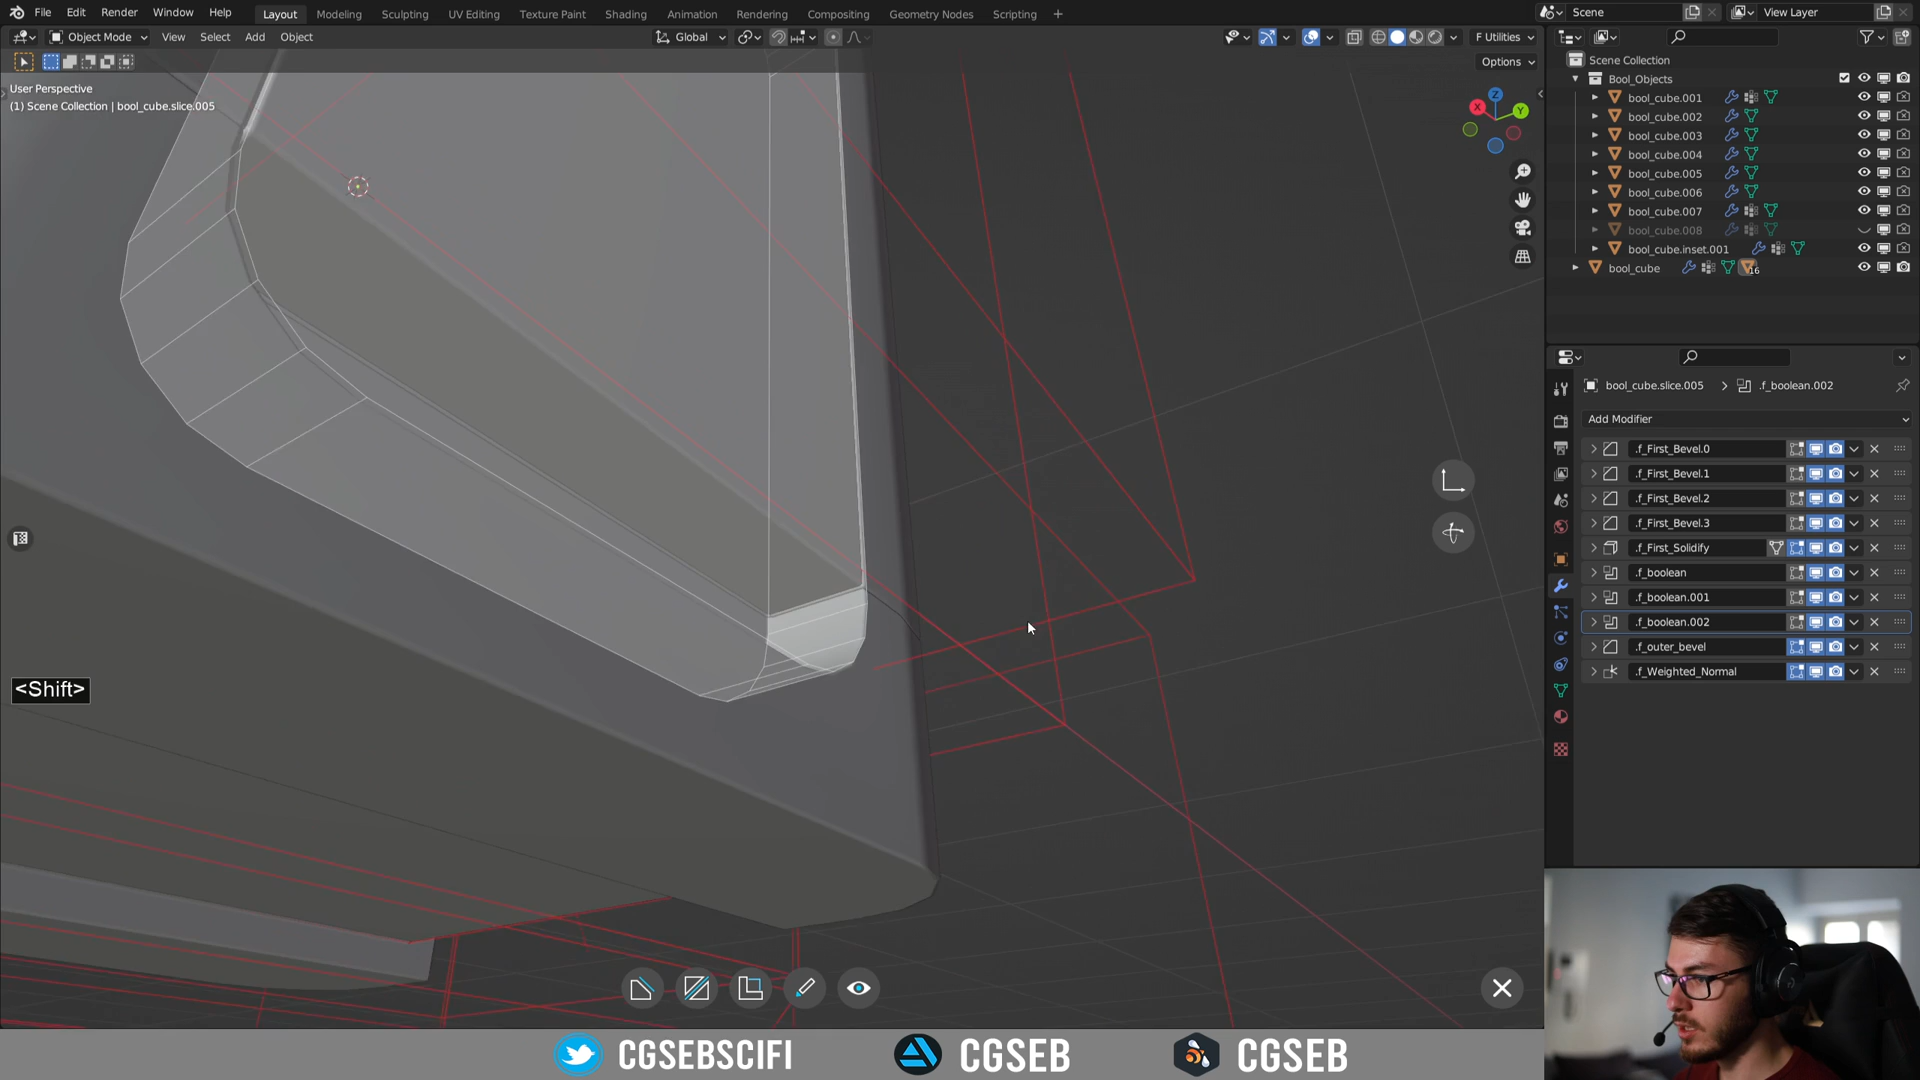 File Edit Render Window Help Layout Modeling Sculpting UV Editing Texture Paint Shading Animation Rendering Compositing Geometry Nodes Scripting + Scene View Layer
Object Mode View Select Add Object Global F Utilities
Options
User Perspective
(1) Scene Collection | bool_cube.slice.005
X
Y
Z
<Shift>
Scene Collection
Bool_Objects
bool_cube.001
bool_cube.002
bool_cube.003
bool_cube.004
bool_cube.005
bool_cube.006
bool_cube.007
bool_cube.008
bool_cube.inset.001
bool_cube 16
bool_cube.slice.005 > .f_boolean.002
Add Modifier
.f_First_Bevel.0
.f_First_Bevel.1
.f_First_Bevel.2
.f_First_Bevel.3
.f_First_Solidify
.f_boolean
.f_boolean.001
.f_boolean.002
.f_outer_bevel
.f_Weighted_Normal
CGSEBSCIFI CGSEB CGSEB